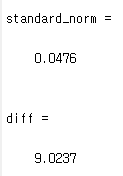 standard_norm =
0.0476
diff =
9.0237